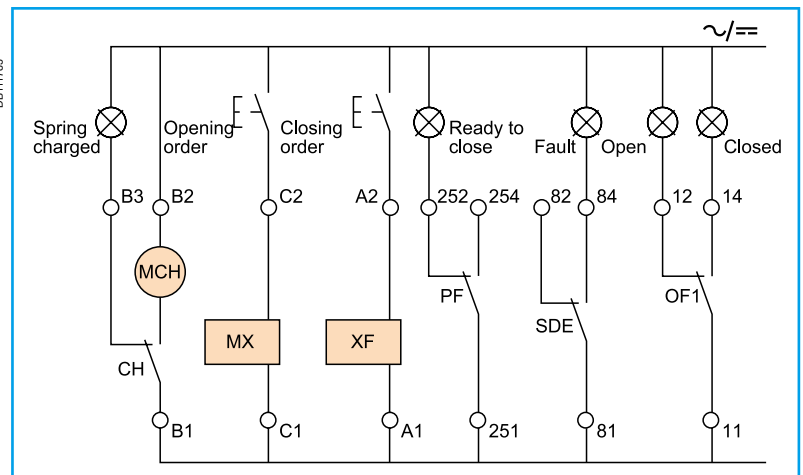 ~/⎓
Spring
charged
Opening
order
Closing
order
Ready to
close
Fault
Open
Closed
B3
B2
C2
A2
252
254
82
84
12
14
MCH
PF
OF1
SDE
MX
XF
CH
B1
C1
A1
251
81
11